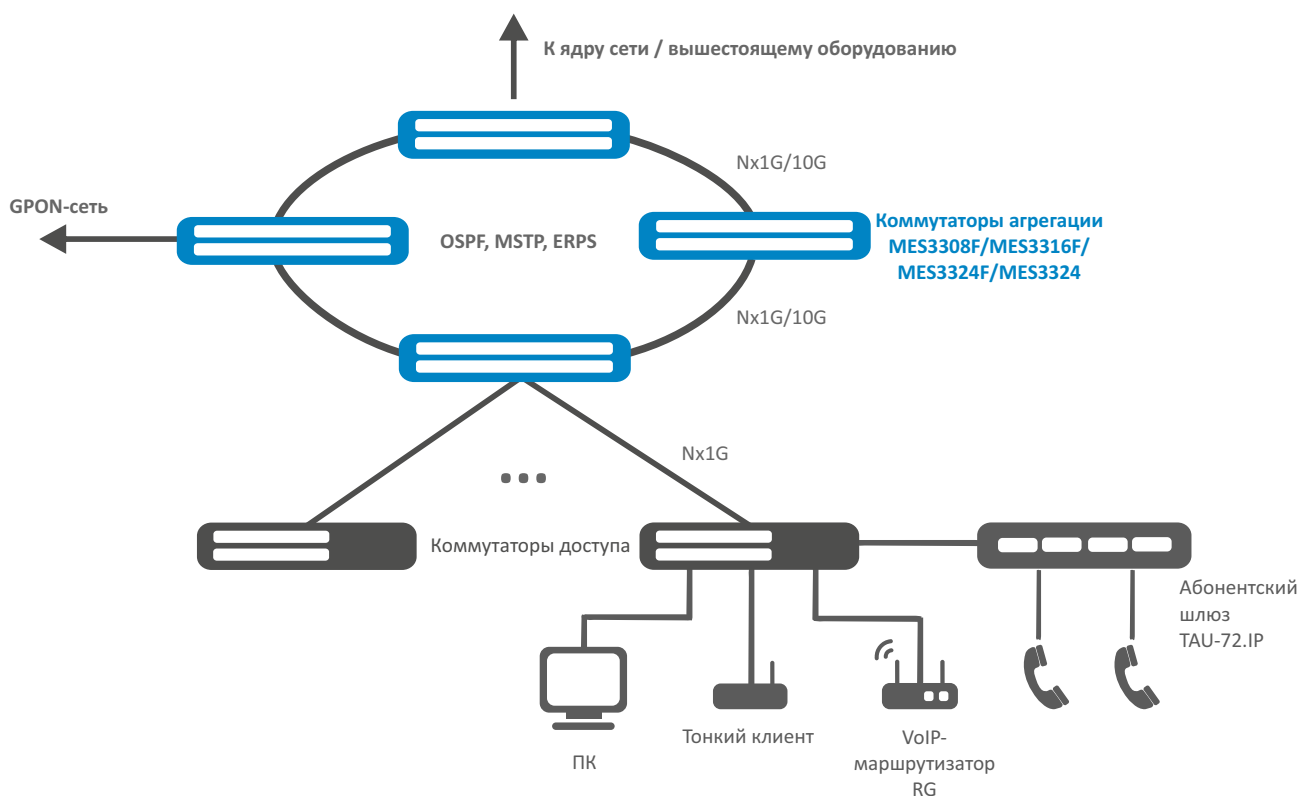 К ядру сети / вышестоящему оборудованию
Nx1G/10G
GPON-сеть
OSPF, MSTP, ERPS
Коммутаторы агрегации
MES3308F/MES3316F/
MES3324F/MES3324
Nx1G/10G
Nx1G
Коммутаторы доступа
Абонентский
шлюз
TAU-72.IP
ПК
Тонкий клиент
VoIP-
маршрутизатор
RG